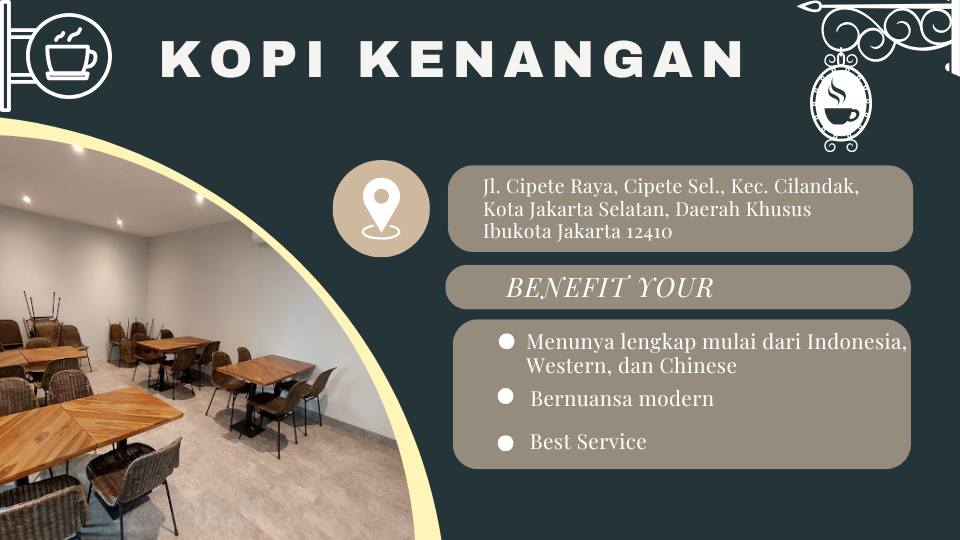 KOPI KENANGAN
Jl. Cipete Raya, Cipete Sel., Kec. Cilandak,
Kota Jakarta Selatan, Daerah Khusus
Ibukota Jakarta 12410
BENEFIT YOUR
Menunya lengkap mulai dari Indonesia,
Western, dan Chinese
Bernuansa modern
Best Service